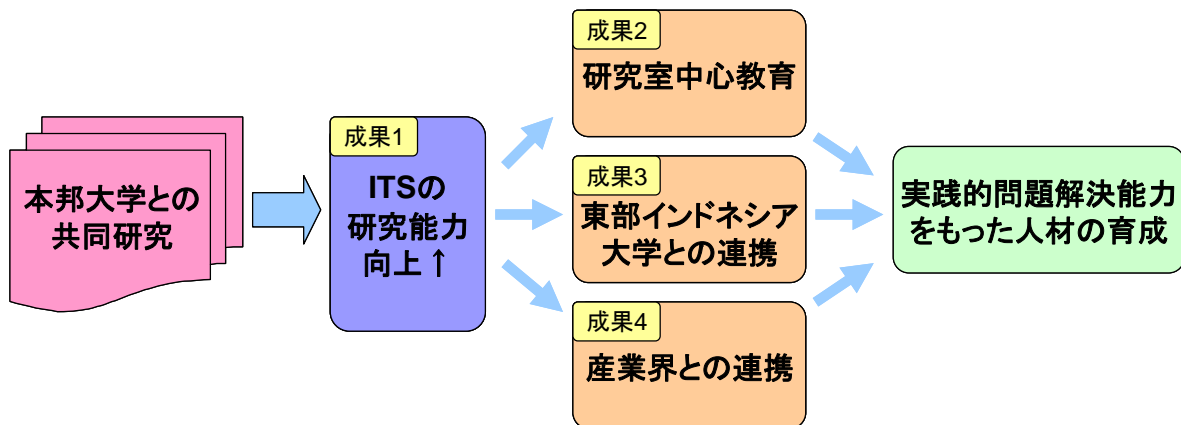 本邦大学との
共同研究
成果1
ITSの
研究能力
向上↑
成果2
研究室中心教育
成果3
東部インドネシア
大学との連携
成果4
産業界との連携
実践的問題解決能力
をもった人材の育成